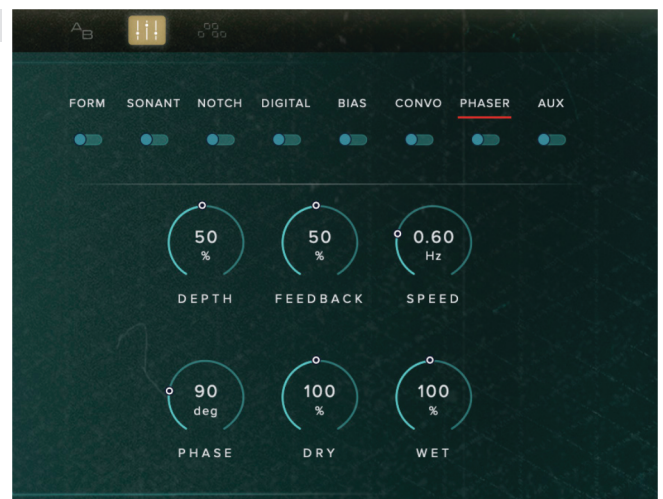 A B
FORM SONANT NOTCH DIGITAL BIAS CONVO PHASER AUX
50 50 0.60
% % Hz
DEPTH FEEDBACK SPEED
90 100 100
deg % %
PHASE DRY WET